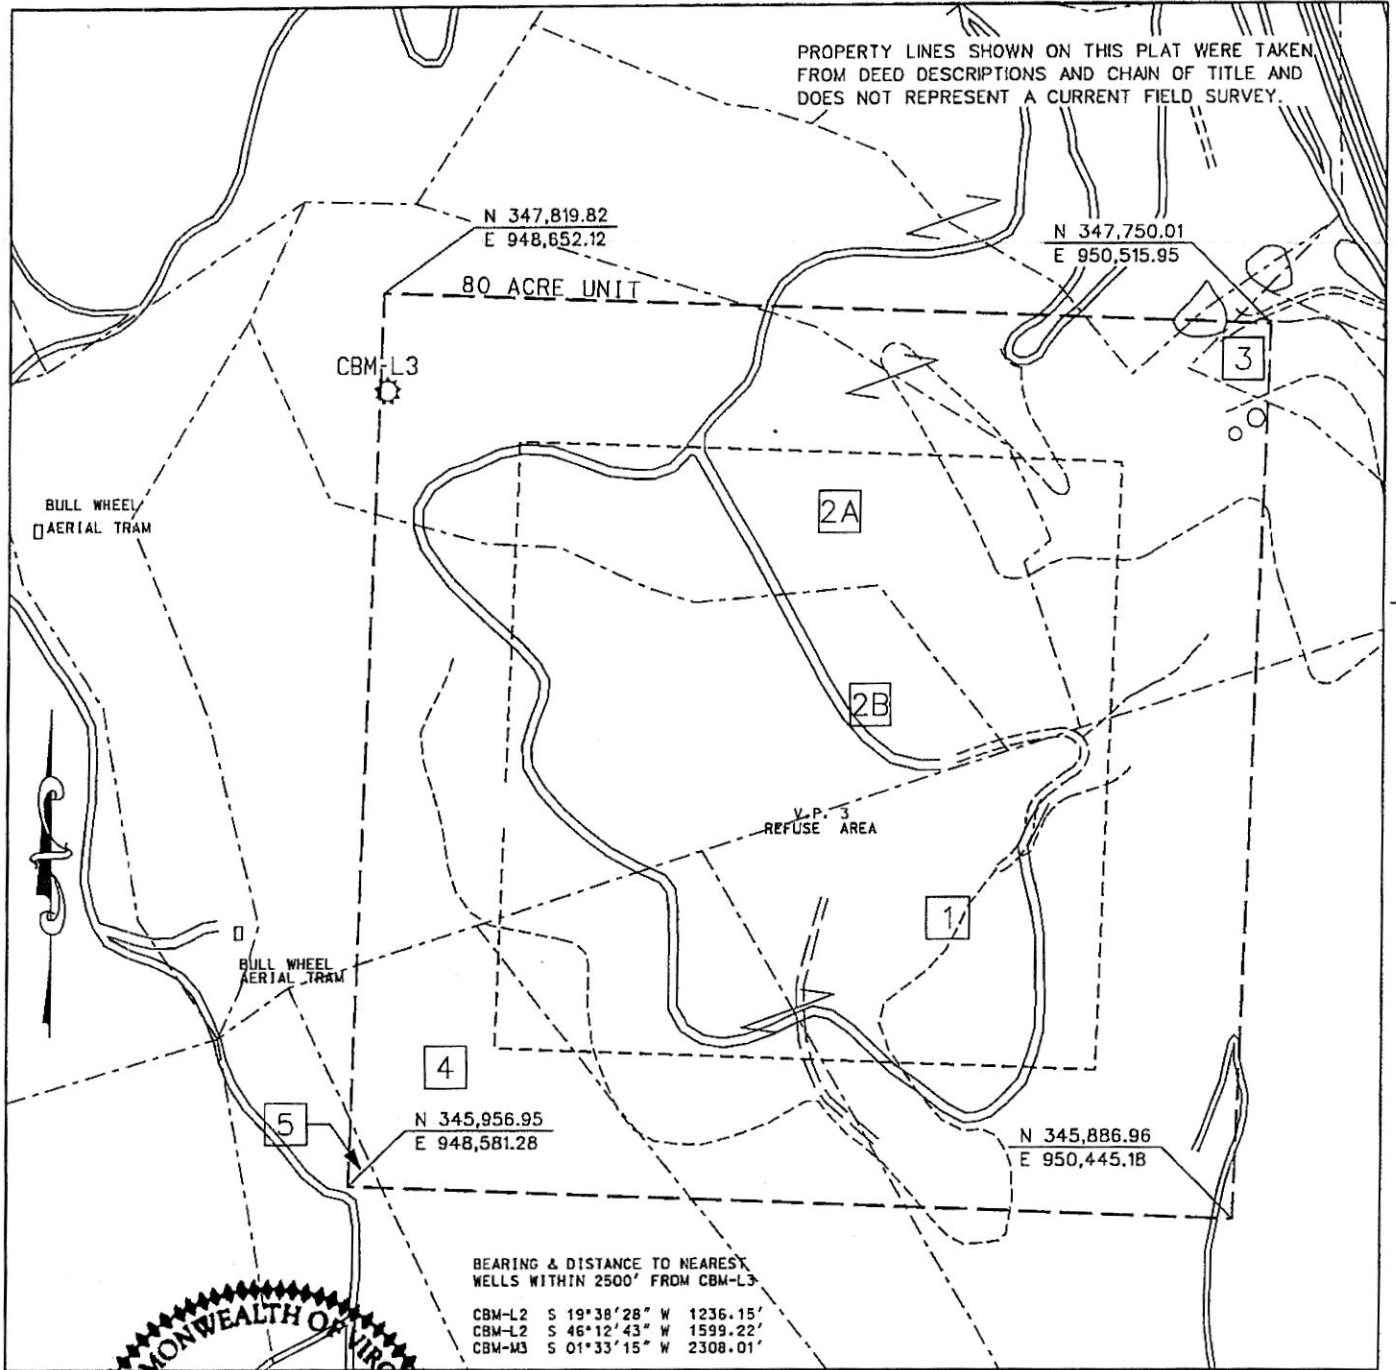 PROPERTY LINES SHOWN ON THIS PLAT WERE TAKEN
FROM DEED DESCRIPTIONS AND CHAIN OF TITLE AND
DOES NOT REPRESENT A CURRENT FIELD SURVEY.
N 347,819.82
E 948,652.12
N 347,750.01
E 950,515.95
80 ACRE UNIT
3
CBM-L3
2A
BULL WHEEL
AERIAL TRAM
2B
V.P. 3
REFUSE AREA
1
BULL WHEEL
AERIAL TRAM
4
5
N 345,956.95
E 948,581.28
N 345,886.96
E 950,445.18
BEARING & DISTANCE TO NEAREST
WELLS WITHIN 2500' FROM CBM-L3
CBM-L2 S 19°38'28" W 1236.15'
CBM-L2 S 46°12'43" W 1599.22'
CBM-M3 S 01°33'15" W 2308.01'
MONWEALTH OF VIRG